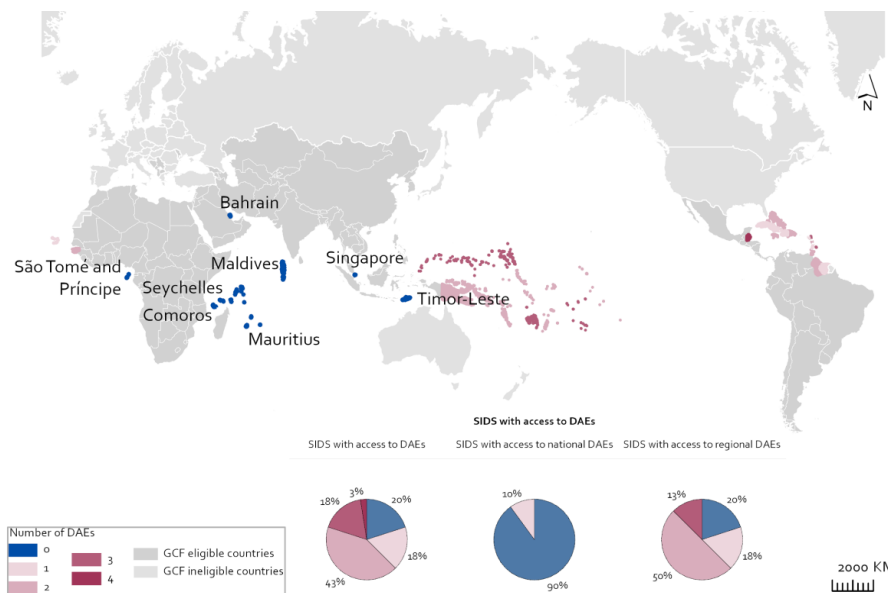 N
Bahrain
São Tomé and
Príncipe
Maldives
Singapore
Seychelles
Comoros
Timor-Leste
Mauritius
SIDS with access to DAEs
SIDS with access to DAEs
SIDS with access to national DAEs
SIDS with access to regional DAEs
3%
18%
20%
18%
43%
10%
90%
13%
20%
18%
50%
Number of DAEs
0
1
2
3
4
GCF eligible countries
GCF ineligible countries
2000 KM